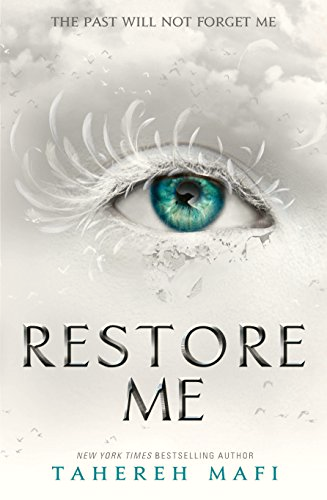 THE PAST WILL NOT FORGET ME
RESTORE
ME
NEW YORK TIMES BESTSELLING AUTHOR
TAHEREH MAFI